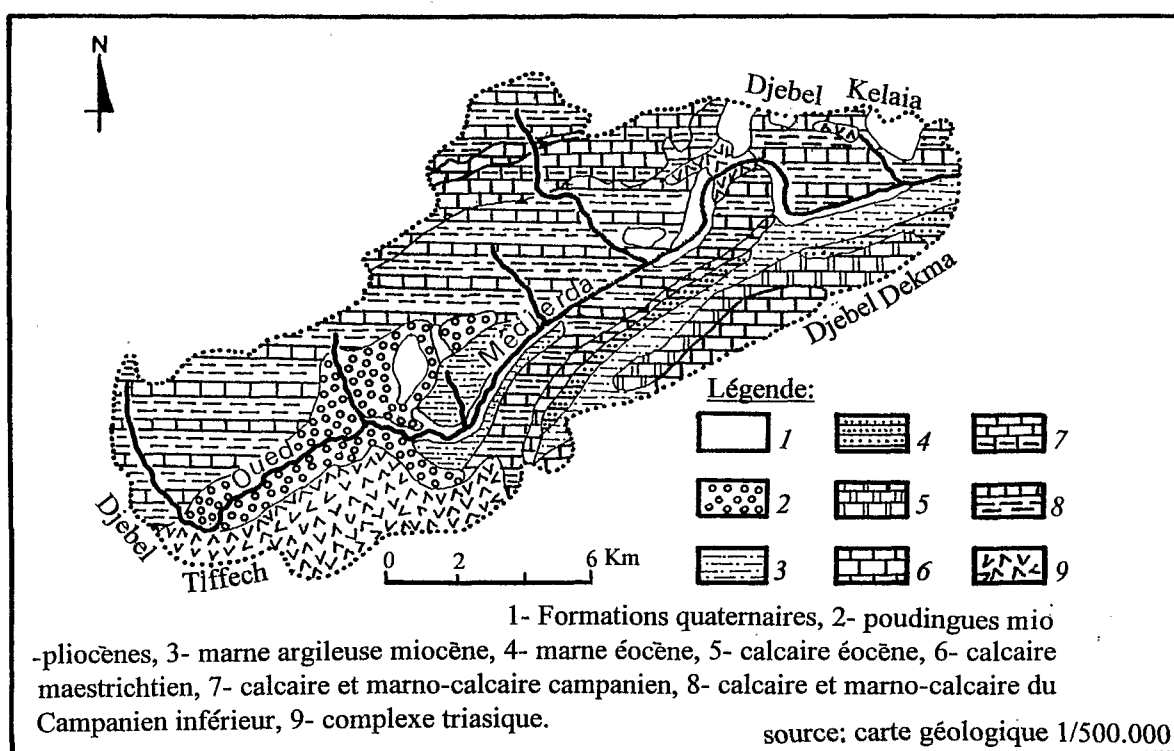 N
Djebel Kelaia
Djebel Dekma
Oued Medjerda
Djebel
Tiffech
0 2 6 Km
Légende:
1 4 7
2 5 8
3 6 9
1- Formations quaternaires, 2- poudingues mio
-pliocènes, 3- marne argileuse miocène, 4- marne éocène, 5- calcaire éocène, 6- calcaire
maestrichtien, 7- calcaire et marno-calcaire campanien, 8- calcaire et marno-calcaire du
Campanien inférieur, 9- complexe triasique.
source: carte géologique 1/500.000